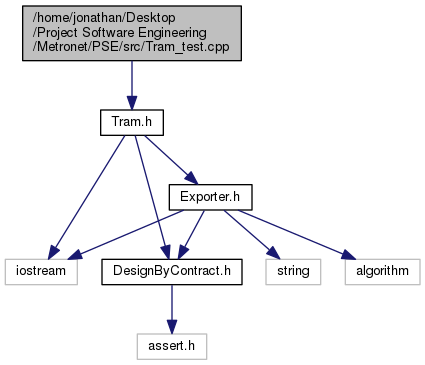 /home/jonathan/Desktop
/Project Software Engineering
/Metronet/PSE/src/Tram_test.cpp
Tram.h
Exporter.h
iostream
DesignByContract.h
string
algorithm
assert.h